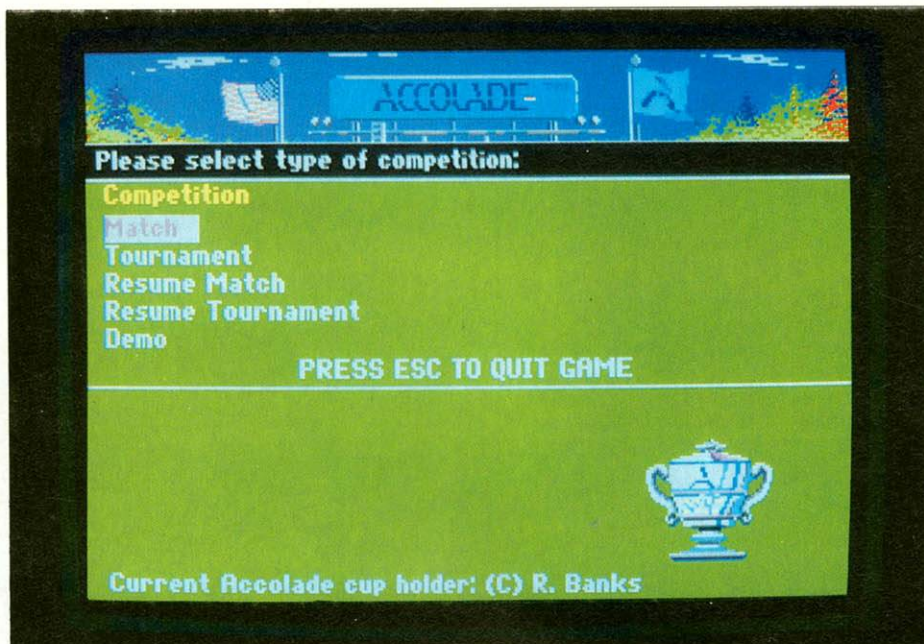 ACCOLADE
Please select type of competition:
Competition
Match
Tournament
Resume Match
Resume Tournament
Demo
PRESS ESC TO QUIT GAME
Current Accolade cup holder: (C) R. Banks